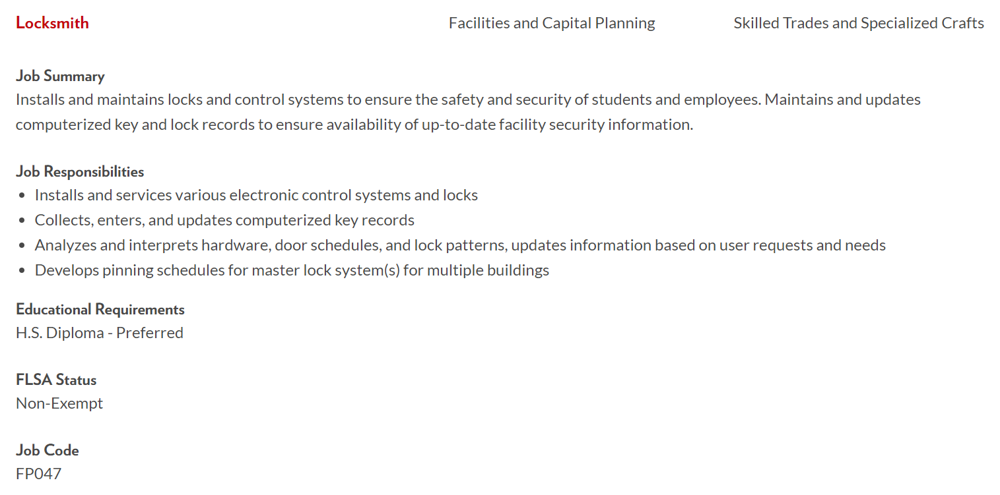 Locksmith Facilities and Capital Planning Skilled Trades and Specialized Crafts
Job Summary
Installs and maintains locks and control systems to ensure the safety and security of students and employees. Maintains and updates
computerized key and lock records to ensure availability of up-to-date facility security information.
Job Responsibilities
• Installs and services various electronic control systems and locks
• Collects, enters, and updates computerized key records
• Analyzes and interprets hardware, door schedules, and lock patterns, updates information based on user requests and needs
• Develops pinning schedules for master lock system(s) for multiple buildings
Educational Requirements
H.S. Diploma - Preferred
FLSA Status
Non-Exempt
Job Code
FP047